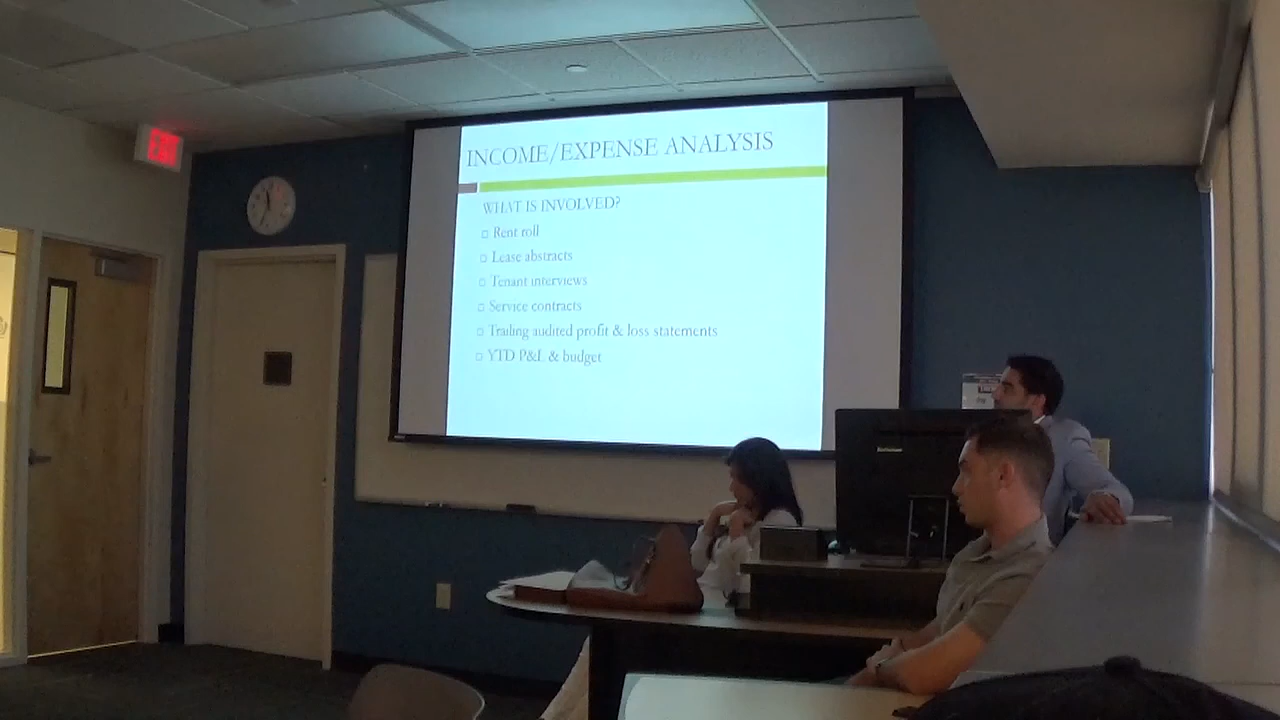 EXIT
INCOME/EXPENSE ANALYSIS
WHAT IS INVOLVED?
Rent roll
Lease abstracts
Tenant interviews
Service contracts
Trailing audited profit & loss statements
YTD P&L & budget